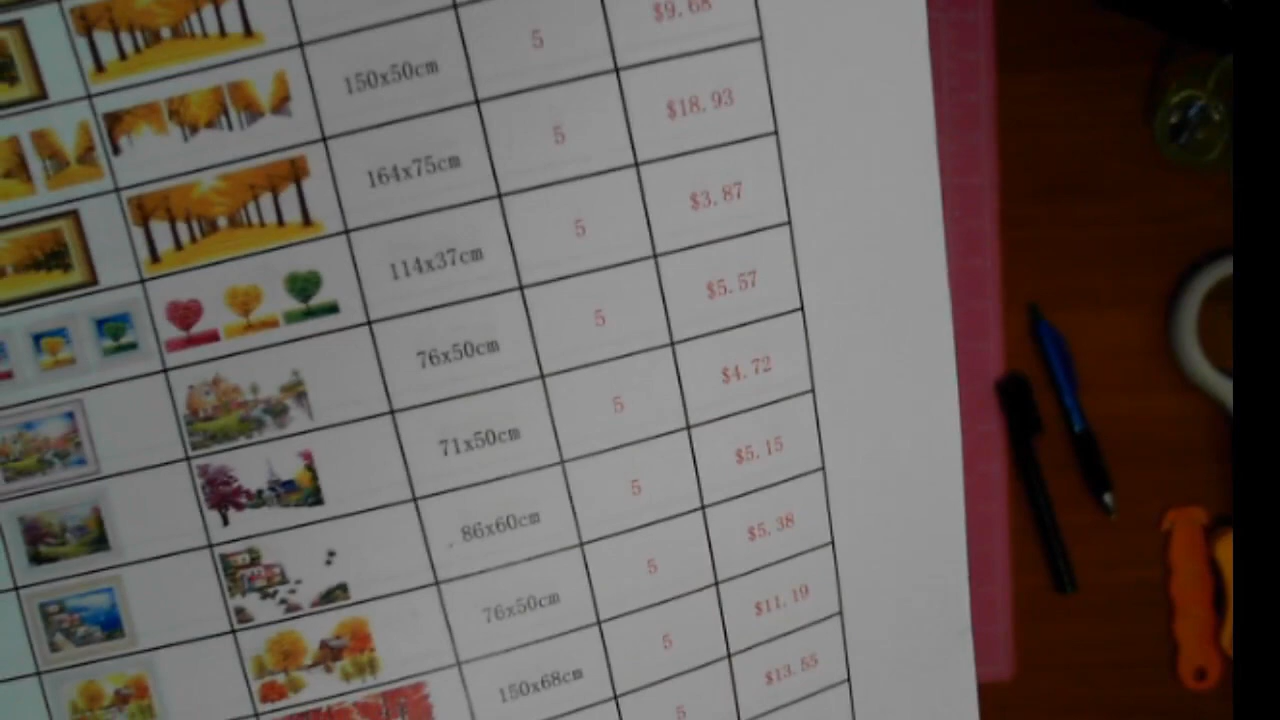 150x50cm 5 $9.68
164x75cm 5 $18.93
114x37cm 5 $3.87
76x50cm 5 $5.57
71x50cm 5 $4.72
86x60cm 5 $5.15
76x50cm 5 $5.38
150x68cm 5 $11.19
5 $13.55